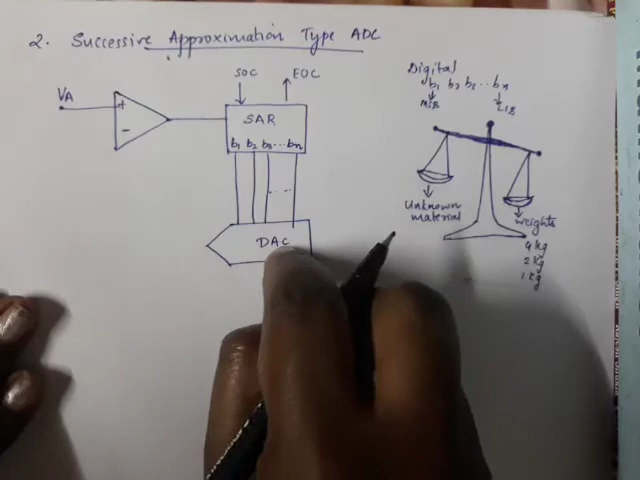 2. Successive Approximation Type ADC
VA
+
-
SOC
EOC
SAR
b1 b2 b3 ... bn
DAC
Digital
b1 b2 b3 ... bn
MSB
LSB
Unknown
material
weights
4 kg
2 kg
1 kg